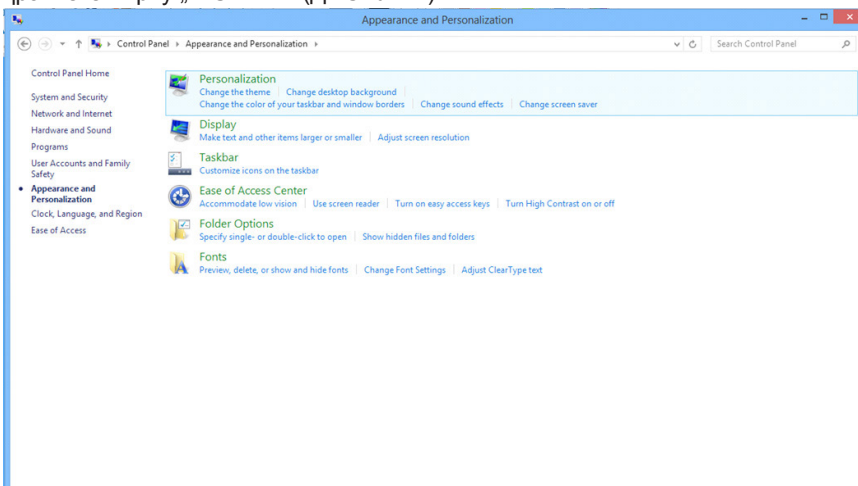 Appearance and Personalization
Control Panel › Appearance and Personalization ›
Search Control Panel
Control Panel Home
System and Security
Network and Internet
Hardware and Sound
Programs
User Accounts and Family
Safety
Appearance and
Personalization
Clock, Language, and Region
Ease of Access
Personalization
Change the theme | Change desktop background
Change the color of your taskbar and window borders | Change sound effects | Change screen saver
Display
Make text and other items larger or smaller | Adjust screen resolution
Taskbar
Customize icons on the taskbar
Ease of Access Center
Accommodate low vision | Use screen reader | Turn on easy access keys | Turn High Contrast on or off
Folder Options
Specify single- or double-click to open | Show hidden files and folders
Fonts
Preview, delete, or show and hide fonts | Change Font Settings | Adjust ClearType text